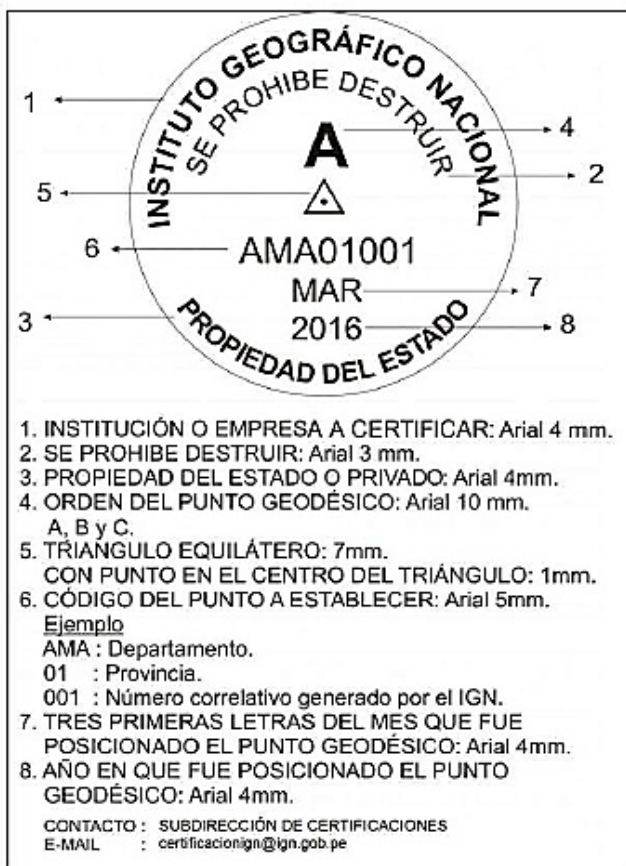 INSTITUTO GEOGRÁFICO NACIONAL
SE PROHIBE DESTRUIR
1
A
4
2
5
6
AMA01001
MAR
7
3
2016
8
PROPIEDAD DEL ESTADO
1. INSTITUCIÓN O EMPRESA A CERTIFICAR: Arial 4 mm.
2. SE PROHIBE DESTRUIR: Arial 3 mm.
3. PROPIEDAD DEL ESTADO O PRIVADO: Arial 4mm.
4. ORDEN DEL PUNTO GEODÉSICO: Arial 10 mm.
A, B y C.
5. TRIANGULO EQUILÁTERO: 7mm.
CON PUNTO EN EL CENTRO DEL TRIÁNGULO: 1mm.
6. CÓDIGO DEL PUNTO A ESTABLECER: Arial 5mm.
Ejemplo
AMA : Departamento.
01 : Provincia.
001 : Número correlativo generado por el IGN.
7. TRES PRIMERAS LETRAS DEL MES QUE FUE
POSICIONADO EL PUNTO GEODÉSICO: Arial 4mm.
8. AÑO EN QUE FUE POSICIONADO EL PUNTO
GEODÉSICO: Arial 4mm.
CONTACTO : SUBDIRECCIÓN DE CERTIFICACIONES
E-MAIL : certificacionign@ign.gob.pe